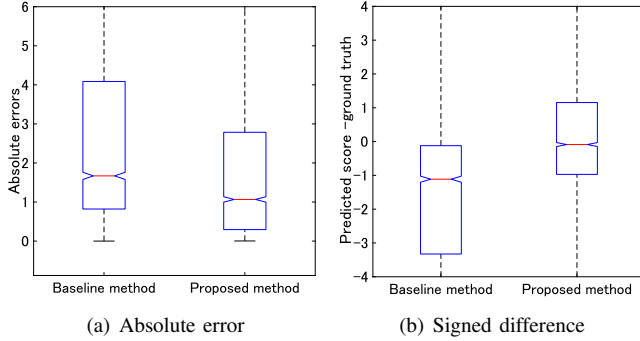 6
5
4
3
2
1
0
Absolute errors
Baseline method
Proposed method
(a) Absolute error
4
3
2
1
0
−1
−2
−3
−4
Predicted score -ground truth
Baseline method
Proposed method
(b) Signed difference